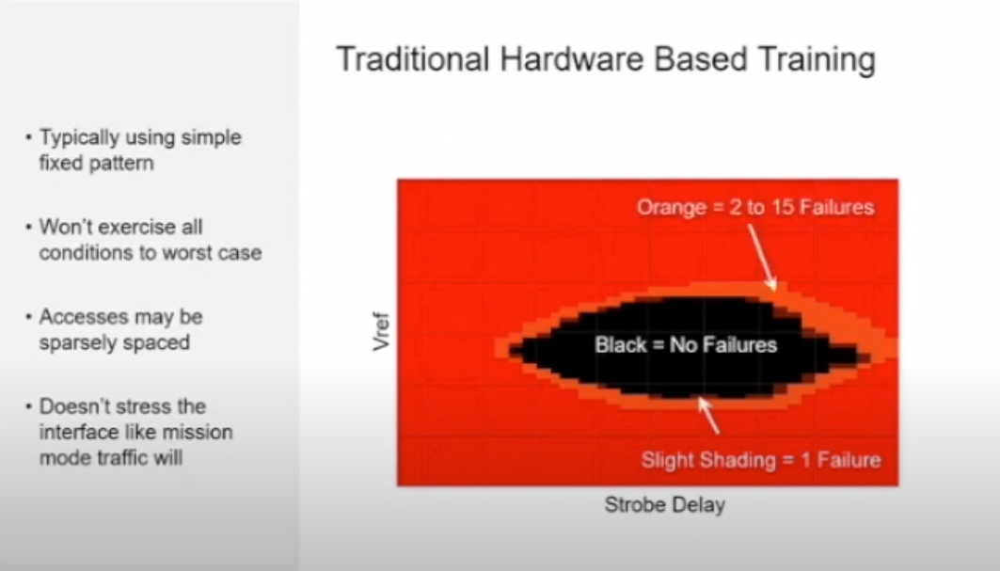 Traditional Hardware Based Training
• Typically using simple
fixed pattern
• Won't exercise all
conditions to worst case
• Accesses may be
sparsely spaced
• Doesn't stress the
interface like mission
mode traffic will
Orange = 2 to 15 Failures
Vref
Black = No Failures
Slight Shading = 1 Failure
Strobe Delay